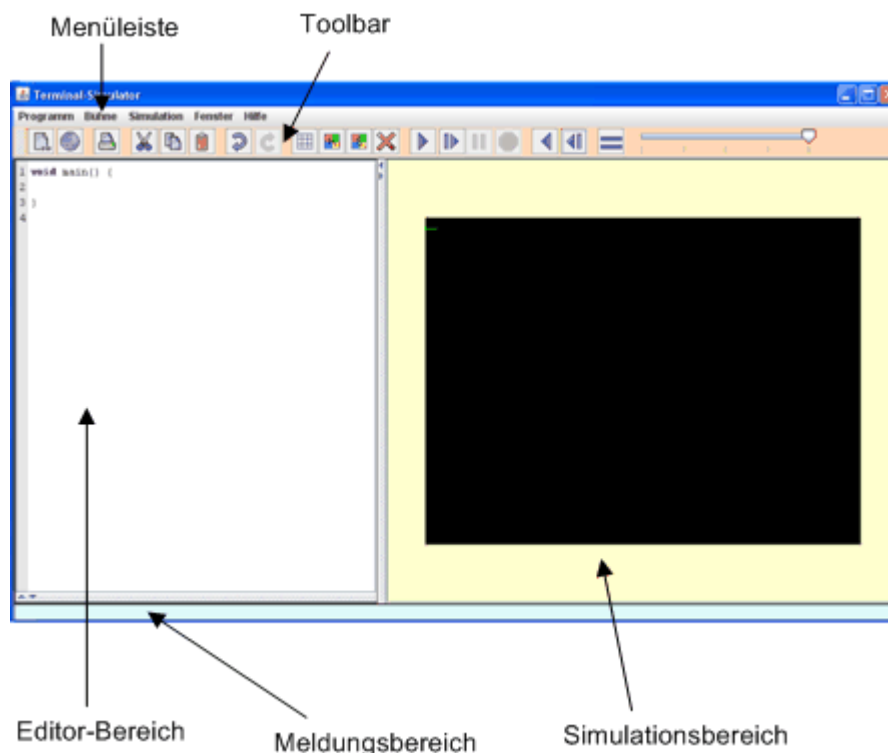 Menüleiste
Toolbar
Terminal-Simulator
Programm Bühne Simulation Fenster Hilfe
1 void main() {
2
3 }
4
Editor-Bereich
Meldungsbereich
Simulationsbereich